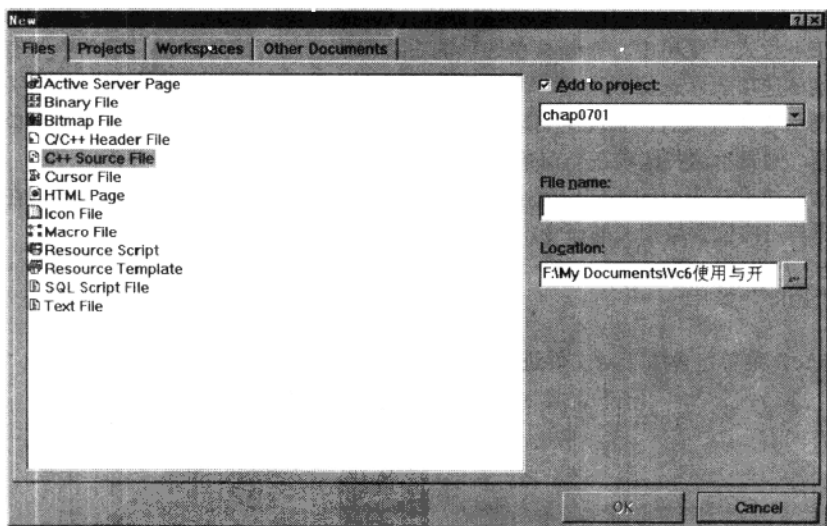 New
Files Projects Workspaces Other Documents
Active Server Page
Binary File
Bitmap File
C/C++ Header File
C++ Source File
Cursor File
HTML Page
Icon File
Macro File
Resource Script
Resource Template
SQL Script File
Text File
Add to project:
chap0701
File name:
Location:
F:\My Documents\Vc6使用与开
...
OK Cancel